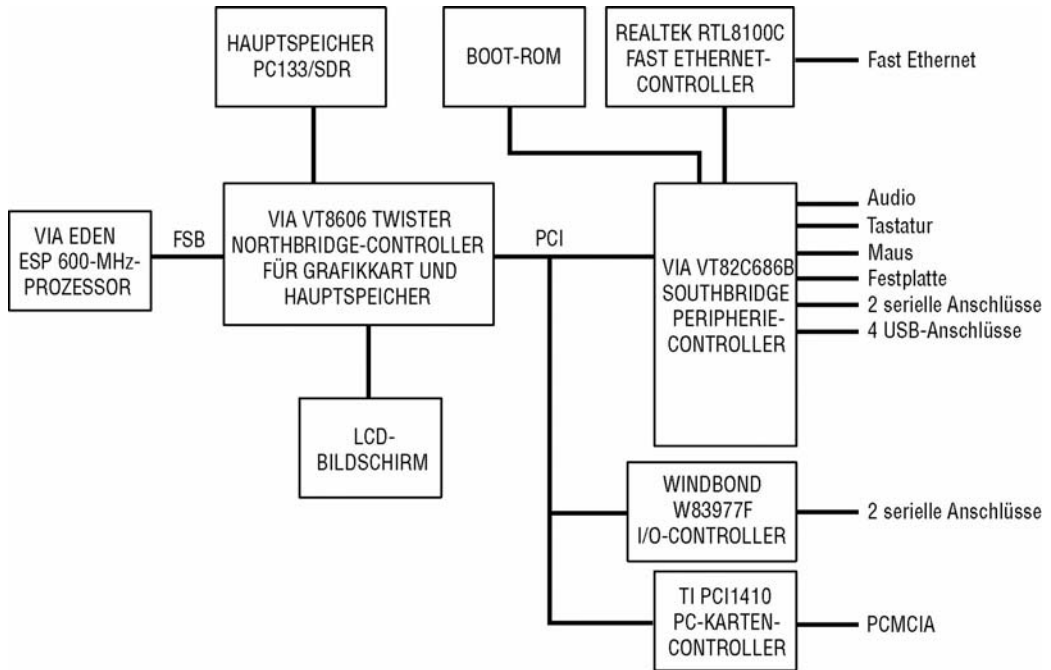 HAUPTSPEICHER
PC133/SDR
BOOT-ROM
REALTEK RTL8100C
FAST ETHERNET-
CONTROLLER
Fast Ethernet
VIA EDEN
ESP 600-MHz-
PROZESSOR
FSB
VIA VT8606 TWISTER
NORTHBRIDGE-CONTROLLER
FÜR GRAFIKKART UND
HAUPTSPEICHER
PCI
VIA VT82C686B
SOUTHBRIDGE
PERIPHERIE-
CONTROLLER
Audio
Tastatur
Maus
Festplatte
2 serielle Anschlüsse
4 USB-Anschlüsse
LCD-
BILDSCHIRM
WINDBOND
W83977F
I/O-CONTROLLER
2 serielle Anschlüsse
TI PCI1410
PC-KARTEN-
CONTROLLER
PCMCIA